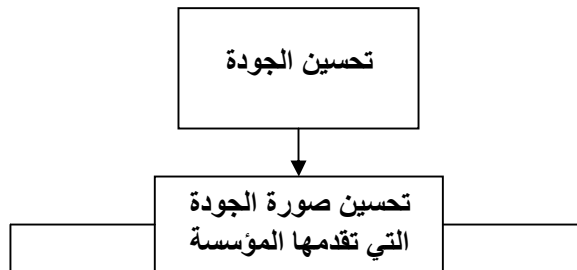 تحسين الجودة
تحسين صورة الجودة
التي تقدمها المؤسسة